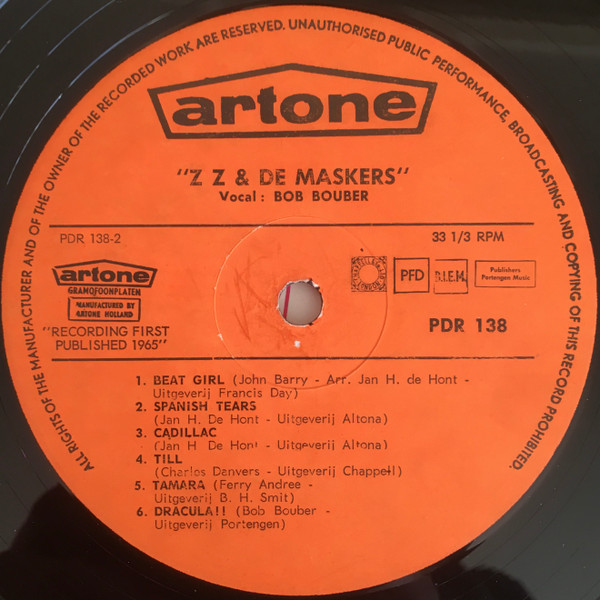 ALL RIGHTS OF THE MANUFACTURER AND OF THE OWNER OF THE RECORDED WORK ARE RESERVED. UNAUTHORISED PUBLIC PERFORMANCE, BROADCASTING AND COPYING OF THIS RECORD PROHIBITED.
artone
"Z Z & DE MASKERS"
Vocal : BOB BOUBER
PDR 138-2
33 1/3 RPM
artone
GRAMOFOONPLATEN
MANUFACTURED BY
ARTONE HOLLAND
"RECORDING FIRST
PUBLISHED 1965"
PFD
B.I.E.M.
Publishers
Portengen Music
PDR 138
1. BEAT GIRL (John Barry - Arr. Jan H. de Hont -
Uitgeverij Francis Day)
2. SPANISH TEARS
(Jan H. De Hont - Uitgeverij Altona)
3. CADILLAC
(Jan H. De Hont - Uitgeverij Altona)
4. TILL
(Charles Danvers - Uitgeverij Chappell)
5. TAMARA (Ferry Andree -
Uitgeverij B. H. Smit)
6. DRACULA!! (Bob Bouber -
Uitgeverij Portengen)